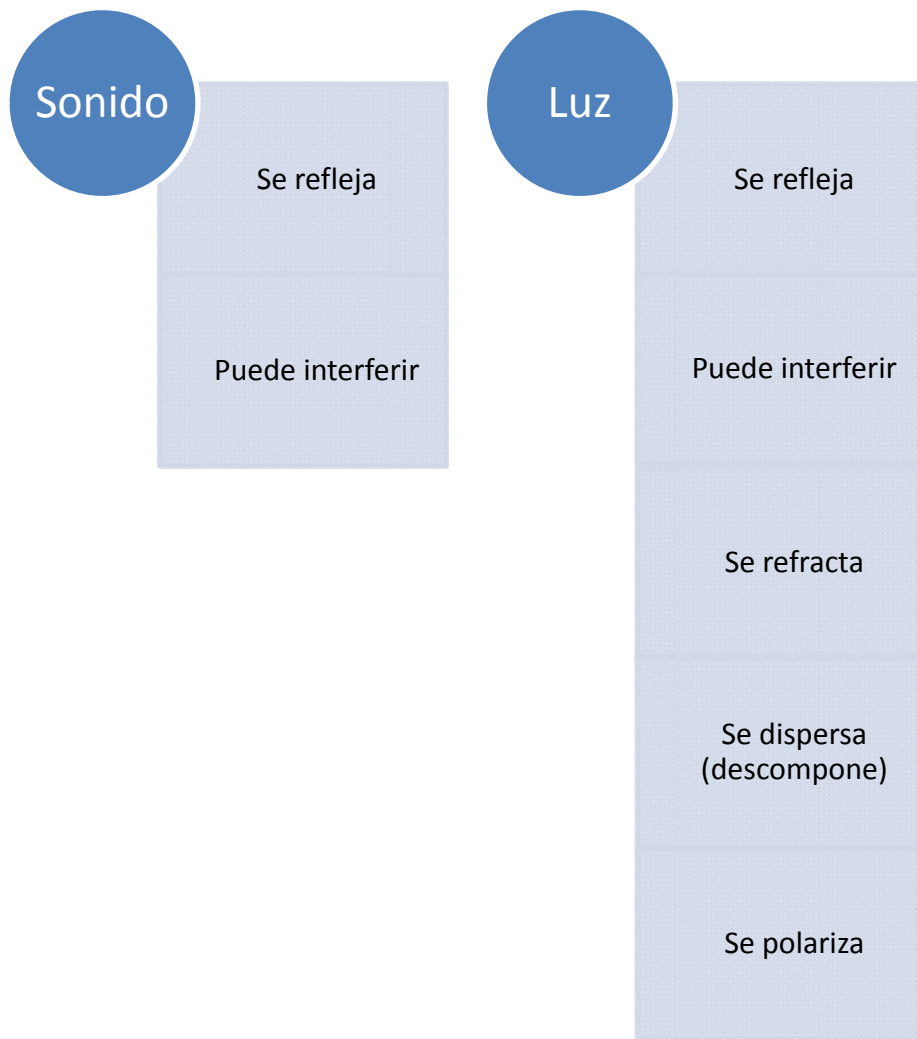 Sonido
Se refleja
Puede interferir
Luz
Se refleja
Puede interferir
Se refracta
Se dispersa
(descompone)
Se polariza